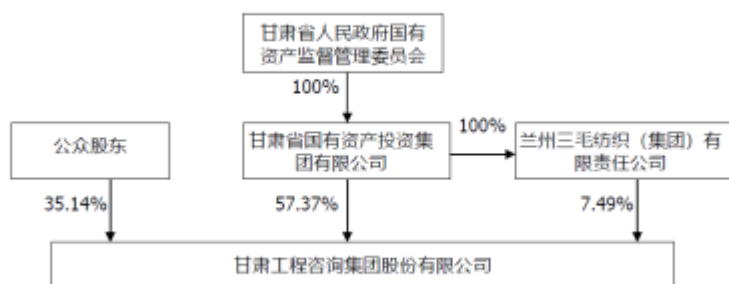 甘肃省人民政府国有
资产监督管理委员会
100%
公众股东
甘肃省国有资产投资集
团有限公司
100%
兰州三毛纺织（集团）有
限责任公司
35.14%
57.37%
7.49%
甘肃工程咨询集团股份有限公司